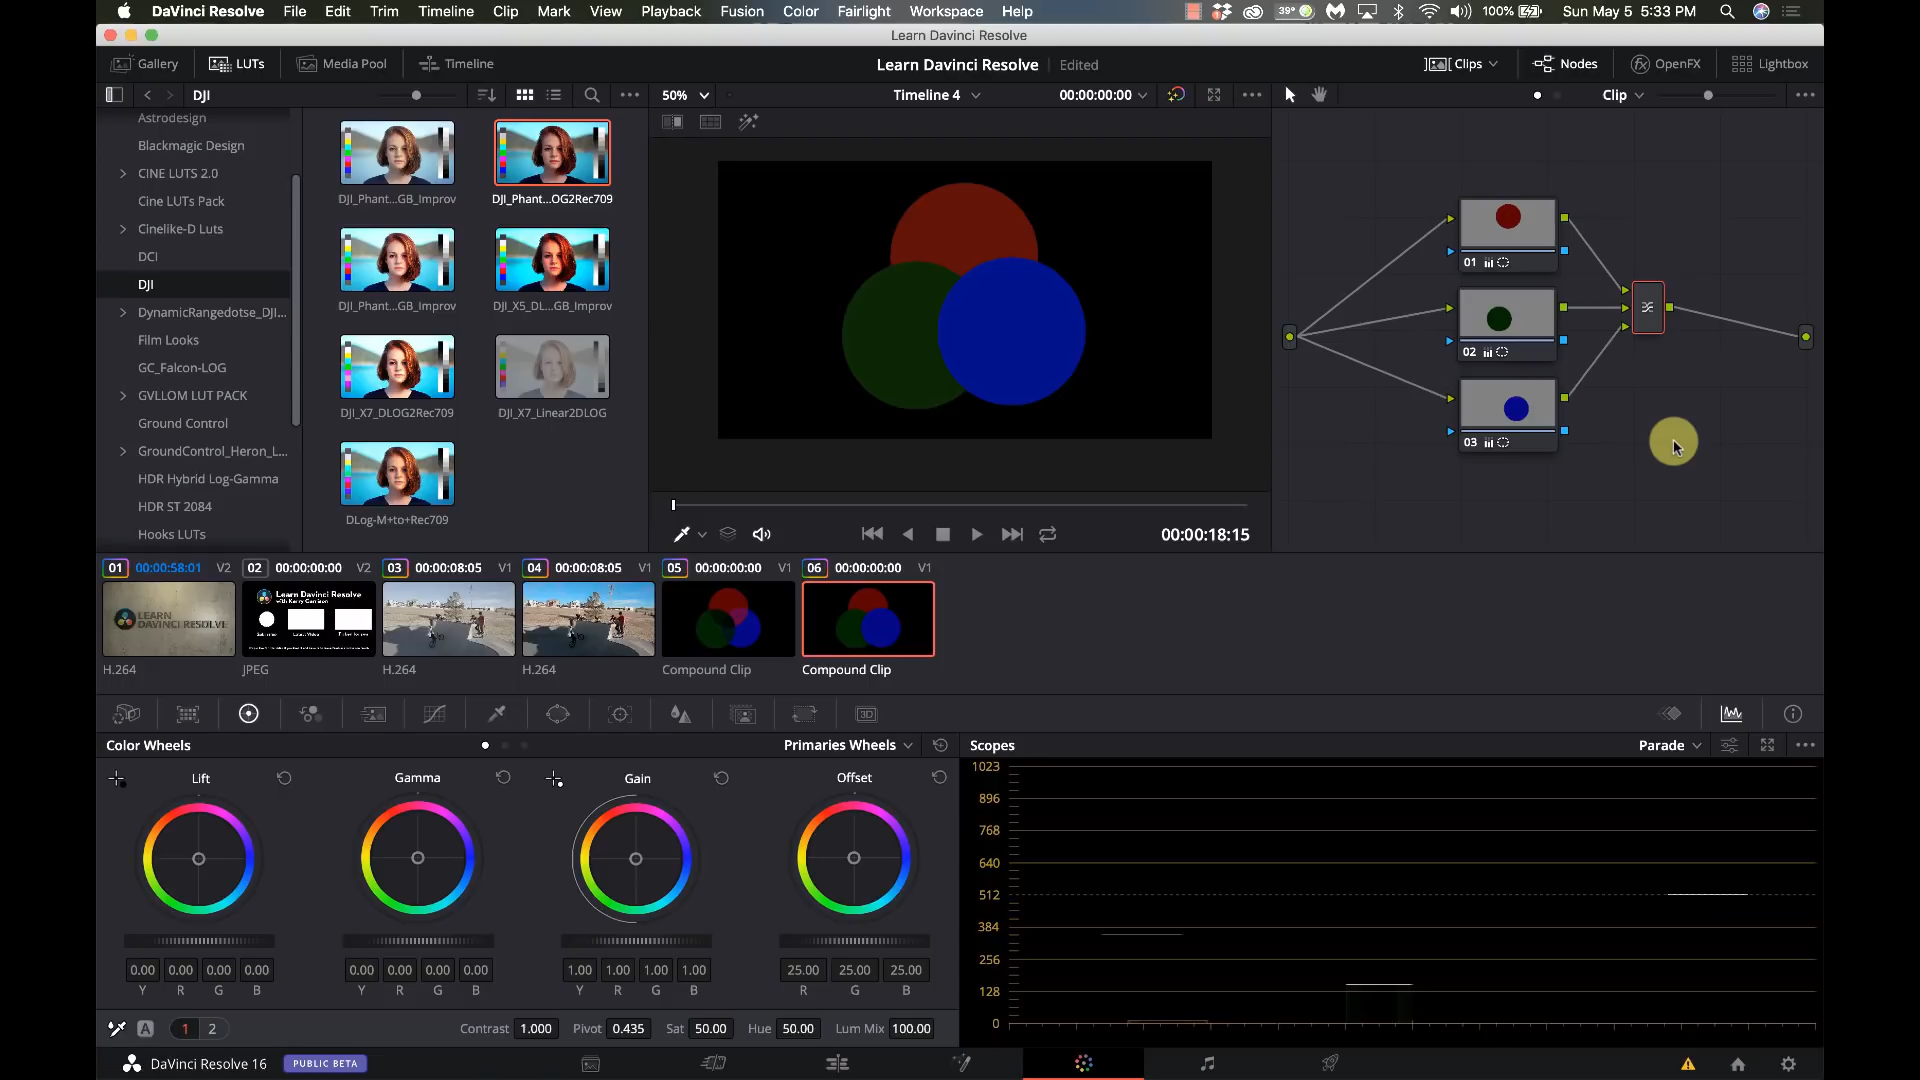 DaVinci Resolve File Edit Trim Timeline Clip Mark View Playback Fusion Color Fairlight Workspace Help 39° 100% Sun May 5 5:33 PM
Learn Davinci Resolve
Gallery LUTs Media Pool Timeline Learn Davinci Resolve Edited Clips Nodes OpenFX Lightbox
DJI 50% Timeline 4 00:00:00:00 Clip
Astrodesign
Blackmagic Design
CINE LUTS 2.0
Cine LUTs Pack
Cinelike-D Luts
DCI
DJI
DynamicRangedotse_DJI...
Film Looks
GC_Falcon-LOG
GVLLOM LUT PACK
Ground Control
GroundControl_Heron_L...
HDR Hybrid Log-Gamma
HDR ST 2084
Hooks LUTs
DJI_Phant...GB_Improv DJI_Phant...OG2Rec709
DJI_Phant...GB_Improv DJI_X5_DL...GB_Improv
DJI_X7_DLOG2Rec709 DJI_X7_Linear2DLOG
DLog-M+to+Rec709
01
02
03
00:00:18:15
01 00:00:58:01 V2 02 00:00:00:00 V2 03 00:00:08:05 V1 04 00:00:08:05 V1 05 00:00:00:00 V1 06 00:00:00:00 V1
LEARN
DAVINCI RESOLVE
Learn Davinci Resolve
H.264 JPEG H.264 H.264 Compound Clip Compound Clip
3D
Color Wheels Primaries Wheels Scopes Parade
Lift Gamma Gain Offset
1023
896
768
640
512
384
256
128
0
0.00 0.00 0.00 0.00 0.00 0.00 0.00 0.00 1.00 1.00 1.00 1.00 25.00 25.00 25.00
Y R G B Y R G B Y R G B R G B
A 1 2 Contrast 1.000 Pivot 0.435 Sat 50.00 Hue 50.00 Lum Mix 100.00
DaVinci Resolve 16 PUBLIC BETA